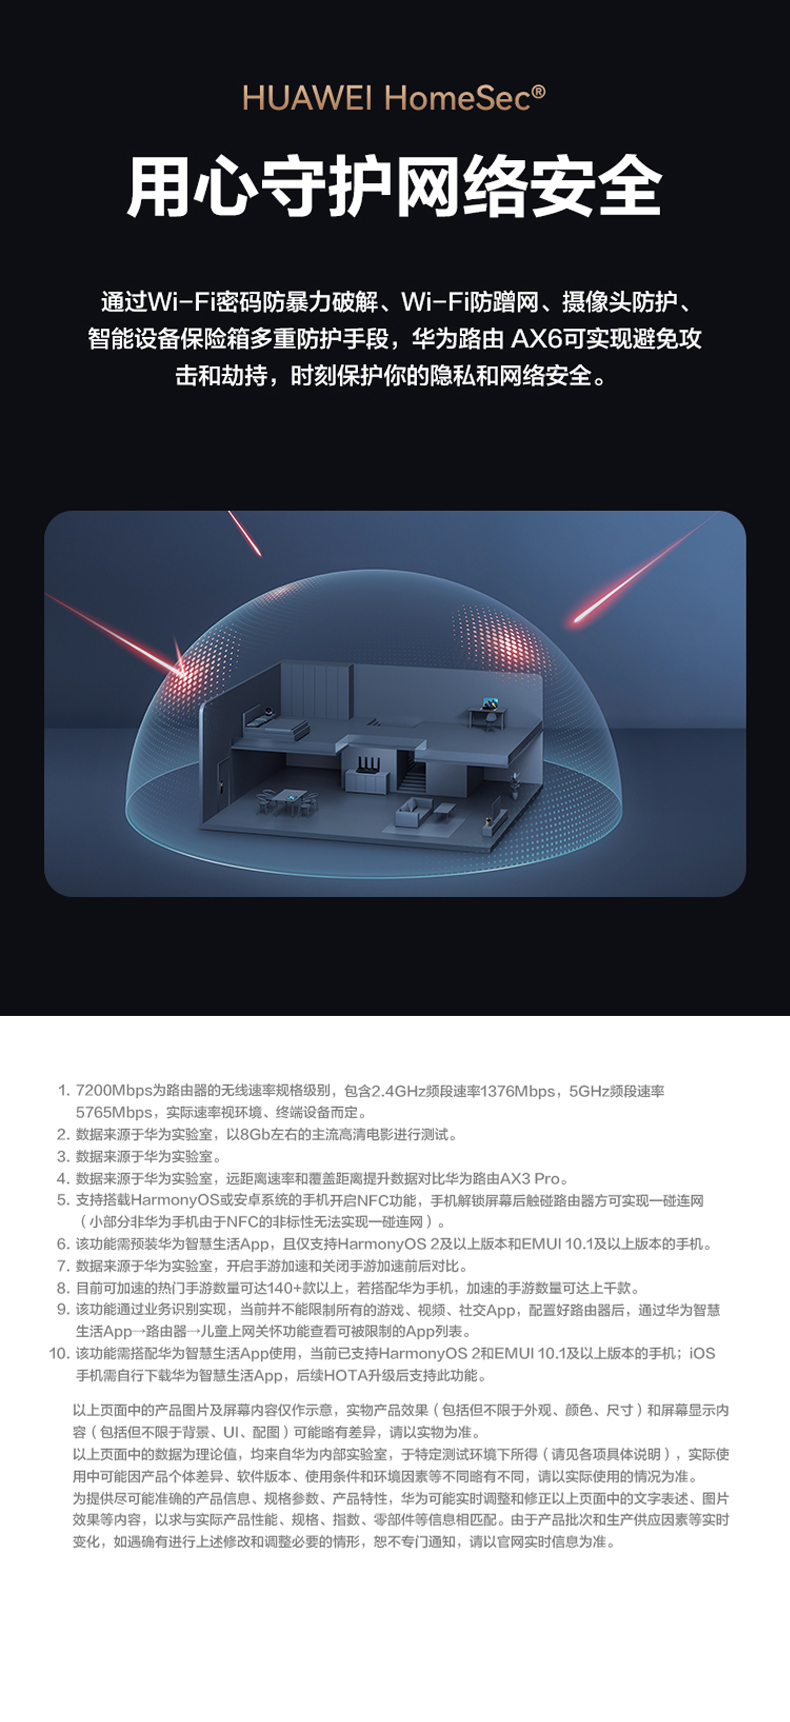 HUAWEI HomeSec®
用心守护网络安全
通过Wi-Fi密码防暴力破解、Wi-Fi防蹭网、摄像头防护、
智能设备保险箱多重防护手段，华为路由 AX6可实现避免攻
击和劫持，时刻保护你的隐私和网络安全。
1. 7200Mbps为路由器的无线速率规格级别，包含2.4GHz频段速率1376Mbps，5GHz频段速率
5765Mbps，实际速率视环境、终端设备而定。
2. 数据来源于华为实验室，以8Gb左右的主流高清电影进行测试。
3. 数据来源于华为实验室。
4. 数据来源于华为实验室，远距离速率和覆盖距离提升数据对比华为路由AX3 Pro。
5. 支持搭载HarmonyOS或安卓系统的手机开启NFC功能，手机解锁屏幕后触碰路由器方可实现一碰连网
（小部分非华为手机由于NFC的非标性无法实现一碰连网）。
6. 该功能需预装华为智慧生活App，且仅支持HarmonyOS 2及以上版本和EMUI 10.1及以上版本的手机。
7. 数据来源于华为实验室，开启手游加速和关闭手游加速前后对比。
8. 目前可加速的热门手游数量可达140+款以上，若搭配华为手机，加速的手游数量可达上千款。
9. 该功能通过业务识别实现，当前并不能限制所有的游戏、视频、社交App，配置好路由器后，通过华为智慧
生活App→路由器→儿童上网关怀功能查看可被限制的App列表。
10. 该功能需搭配华为智慧生活App使用，当前已支持HarmonyOS 2和EMUI 10.1及以上版本的手机；iOS
手机需自行下载华为智慧生活App，后续HOTA升级后支持此功能。
以上页面中的产品图片及屏幕内容仅作示意，实物产品效果（包括但不限于外观、颜色、尺寸）和屏幕显示内
容（包括但不限于背景、UI、配图）可能略有差异，请以实物为准。
以上页面中的数据为理论值，均来自华为内部实验室，于特定测试环境下所得（请见各项具体说明），实际使
用中可能因产品个体差异、软件版本、使用条件和环境因素等不同略有不同，请以实际使用的情况为准。
为提供尽可能准确的产品信息、规格参数、产品特性，华为可能实时调整和修正以上页面中的文字表述、图片
效果等内容，以求与实际产品性能、规格、指数、零部件等信息相匹配。由于产品批次和生产供应因素等实时
变化，如遇确有进行上述修改和调整必要的情形，恕不专门通知，请以官网实时信息为准。